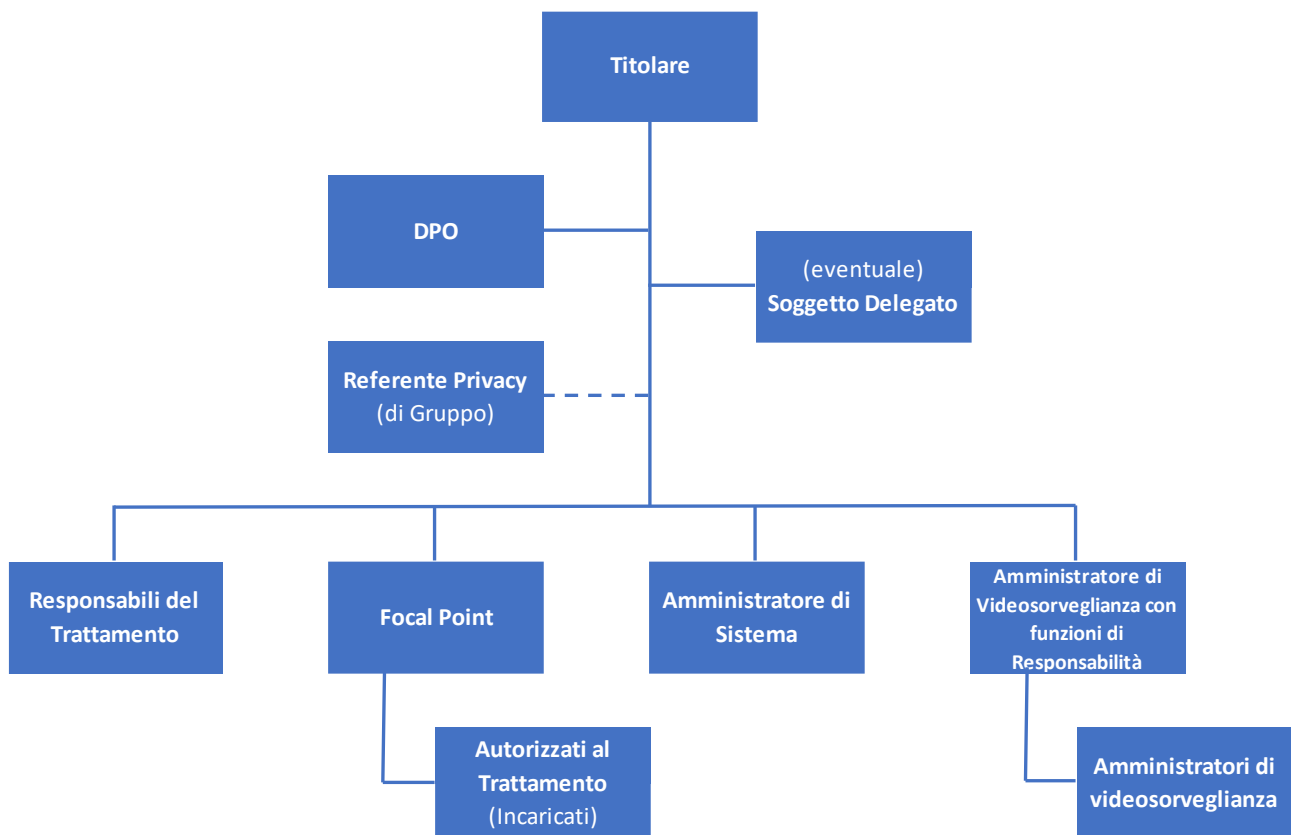 Titolare
DPO
(eventuale)
Soggetto Delegato
Referente Privacy
(di Gruppo)
Responsabili del
Trattamento
Focal Point
Amministratore di
Sistema
Amministratore di
Videosorveglianza con
funzioni di
Responsabilità
Autorizzati al
Trattamento
(Incaricati)
Amministratori di
videosorveglianza